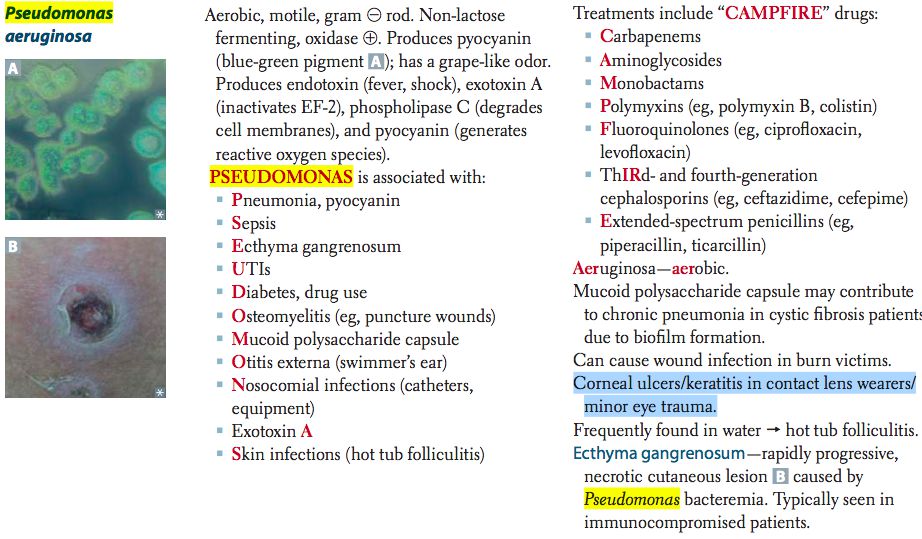 Pseudomonas
aeruginosa
A
B
Aerobic, motile, gram ⊖ rod. Non-lactose
fermenting, oxidase ⊕. Produces pyocyanin
(blue-green pigment A); has a grape-like odor.
Produces endotoxin (fever, shock), exotoxin A
(inactivates EF-2), phospholipase C (degrades
cell membranes), and pyocyanin (generates
reactive oxygen species).
PSEUDOMONAS is associated with:
▪ Pneumonia, pyocyanin
▪ Sepsis
▪ Ecthyma gangrenosum
▪ UTIs
▪ Diabetes, drug use
▪ Osteomyelitis (eg, puncture wounds)
▪ Mucoid polysaccharide capsule
▪ Otitis externa (swimmer's ear)
▪ Nosocomial infections (catheters,
equipment)
▪ Exotoxin A
▪ Skin infections (hot tub folliculitis)
Treatments include “CAMPFIRE” drugs:
▪ Carbapenems
▪ Aminoglycosides
▪ Monobactams
▪ Polymyxins (eg, polymyxin B, colistin)
▪ Fluoroquinolones (eg, ciprofloxacin,
levofloxacin)
▪ ThIRd- and fourth-generation
cephalosporins (eg, ceftazidime, cefepime)
▪ Extended-spectrum penicillins (eg,
piperacillin, ticarcillin)
Aeruginosa—aerobic.
Mucoid polysaccharide capsule may contribute
to chronic pneumonia in cystic fibrosis patients
due to biofilm formation.
Can cause wound infection in burn victims.
Corneal ulcers/keratitis in contact lens wearers/
minor eye trauma.
Frequently found in water → hot tub folliculitis.
Ecthyma gangrenosum—rapidly progressive,
necrotic cutaneous lesion B caused by
Pseudomonas bacteremia. Typically seen in
immunocompromised patients.